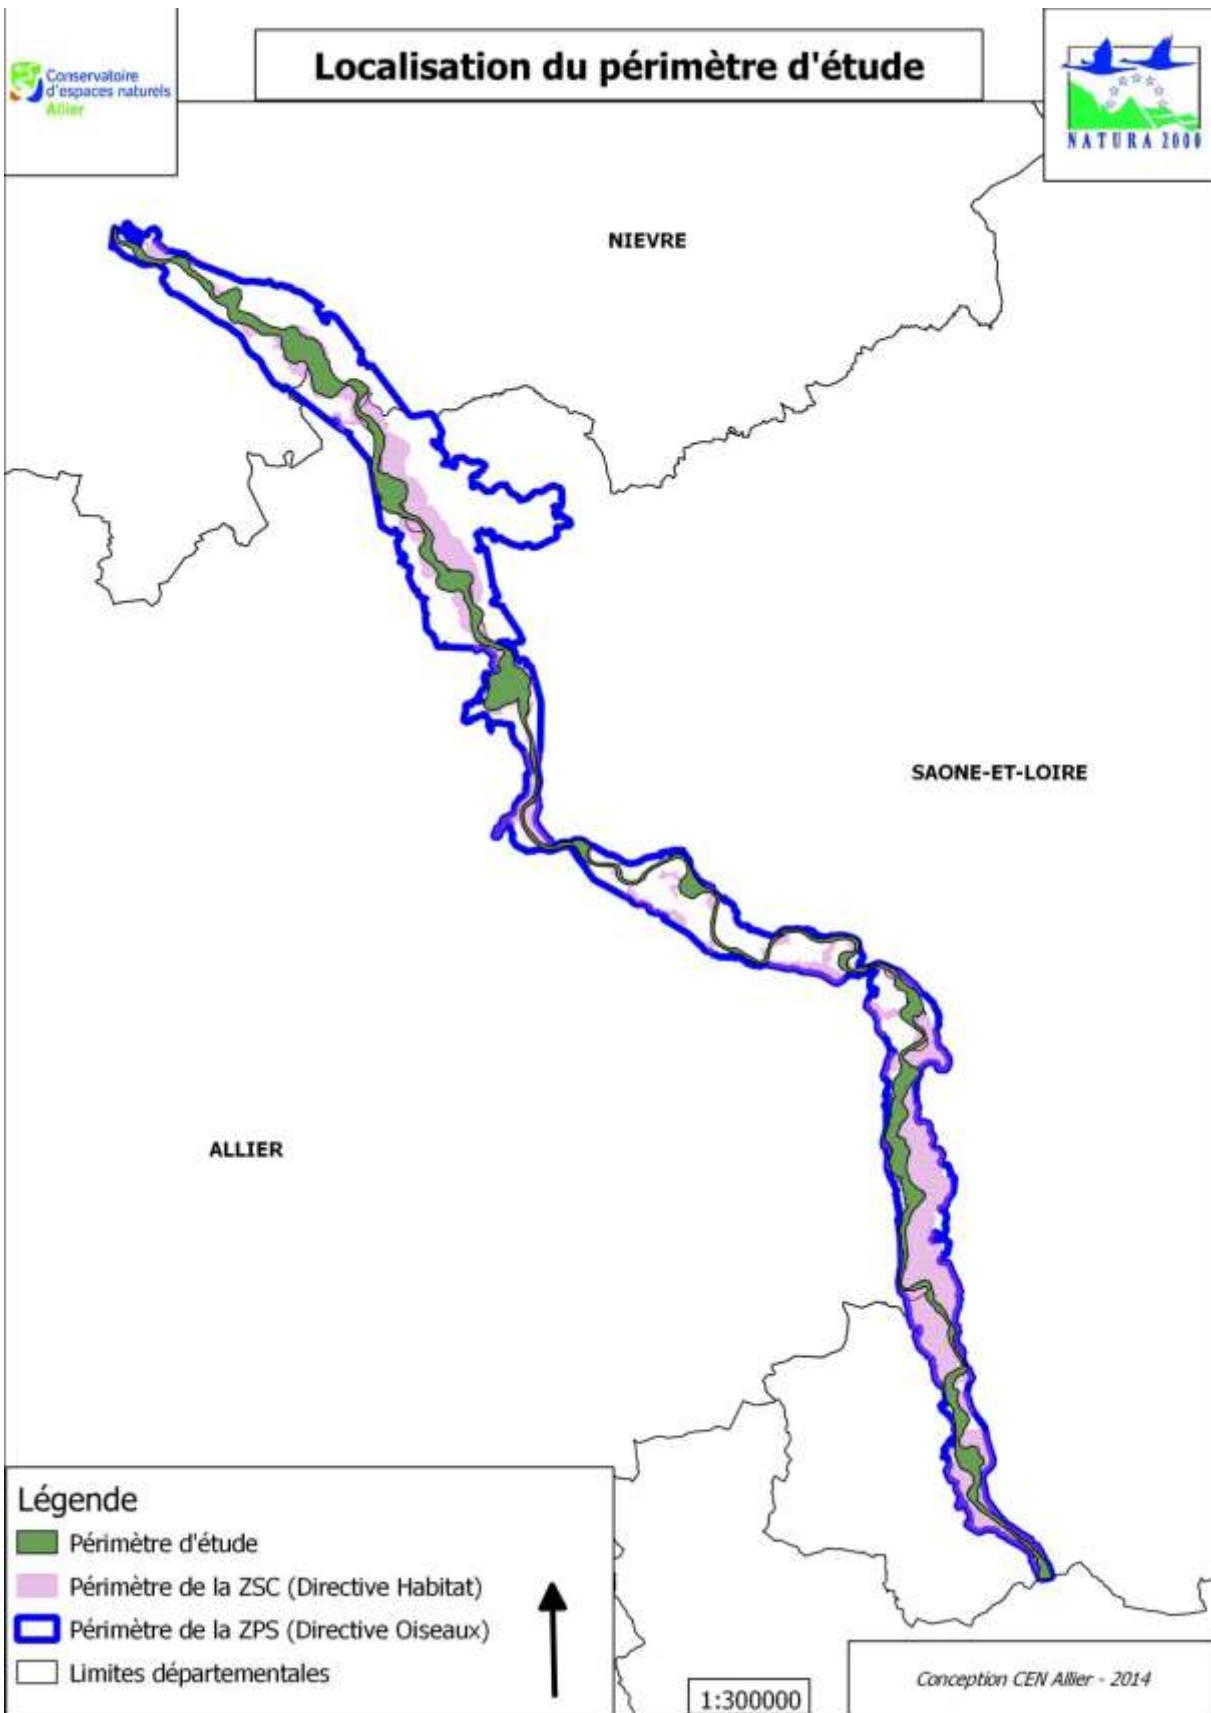 Localisation du périmètre d'étude
Conservatoire
d'espaces naturels
Allier
NATURA 2000
NIEVRE
SAONE-ET-LOIRE
ALLIER
Légende
Périmètre d'étude
Périmètre de la ZSC (Directive Habitat)
Périmètre de la ZPS (Directive Oiseaux)
Limites départementales
1:300000
Conception CEN Allier - 2014